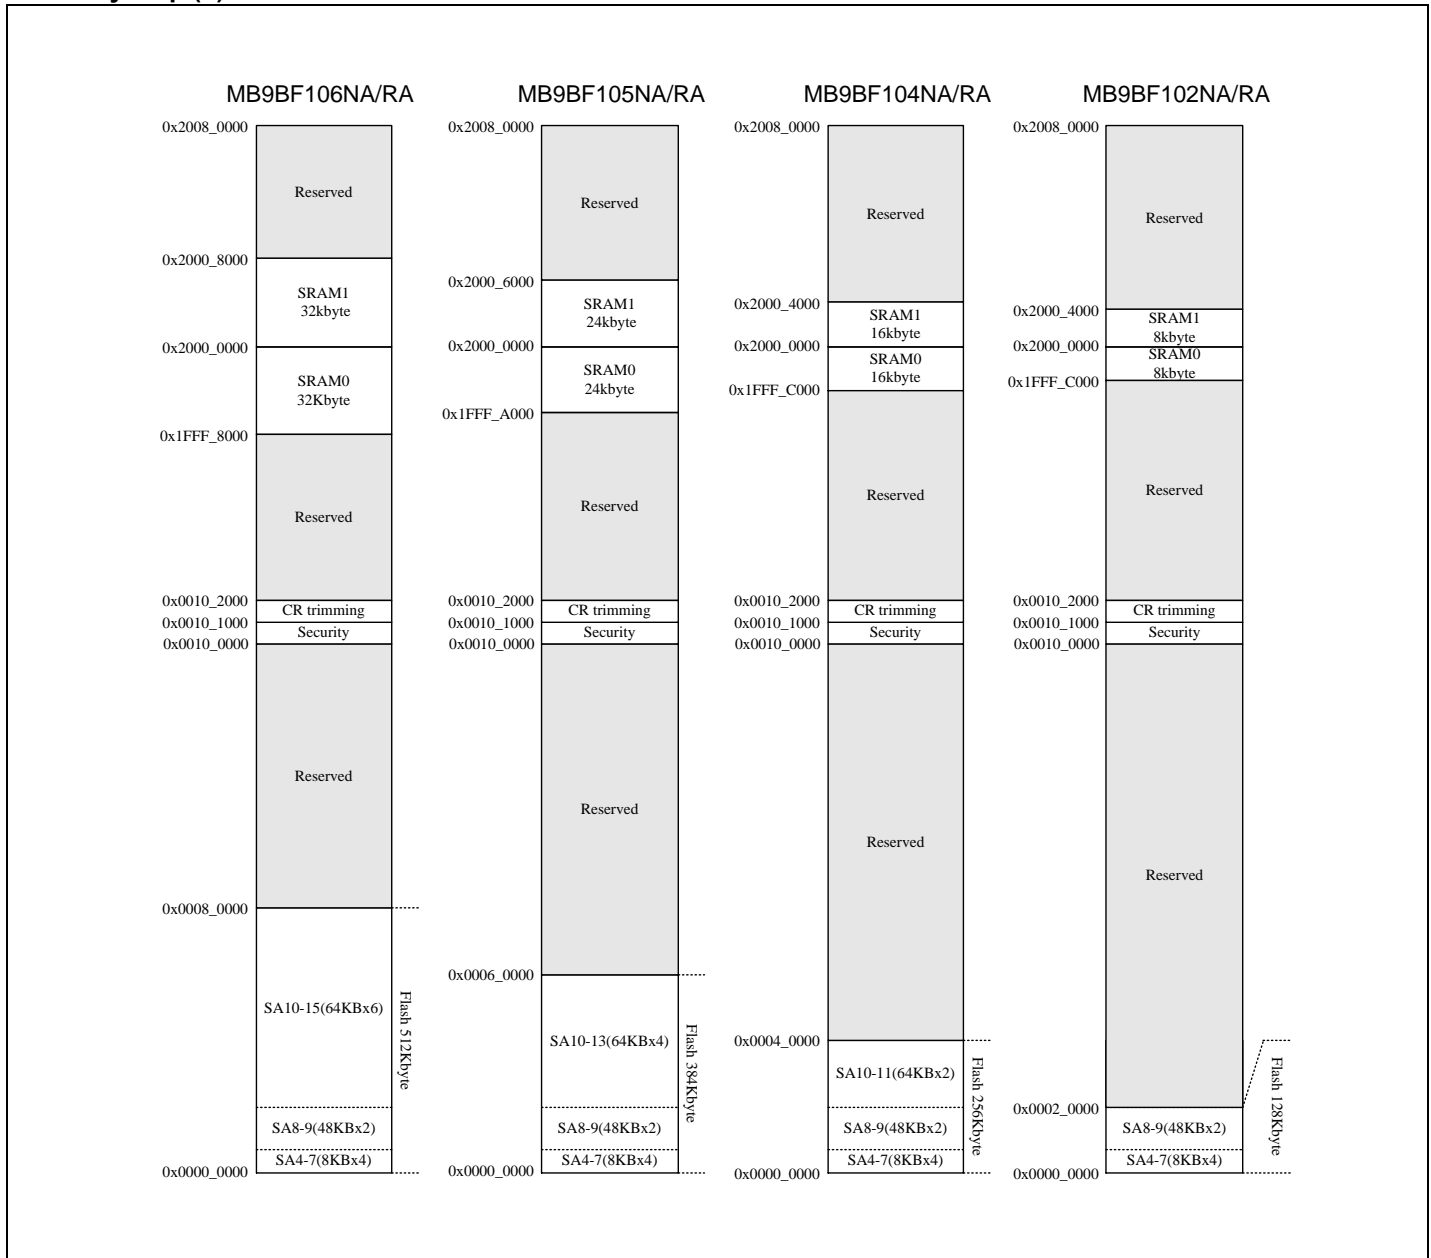 MB9BF106NA/RA
0x2008_0000
Reserved
0x2000_8000
SRAM1
32kbyte
0x2000_0000
SRAM0
32Kbyte
0x1FFF_8000
Reserved
0x0010_2000
CR trimming
0x0010_1000
Security
0x0010_0000
Reserved
0x0008_0000
SA10-15(64KBx6)
Flash 512Kbyte
SA8-9(48KBx2)
SA4-7(8KBx4)
0x0000_0000
MB9BF105NA/RA
0x2008_0000
Reserved
0x2000_6000
SRAM1
24kbyte
0x2000_0000
SRAM0
24kbyte
0x1FFF_A000
Reserved
0x0010_2000
CR trimming
0x0010_1000
Security
0x0010_0000
Reserved
0x0006_0000
SA10-13(64KBx4)
Flash 384Kbyte
SA8-9(48KBx2)
SA4-7(8KBx4)
0x0000_0000
MB9BF104NA/RA
0x2008_0000
Reserved
0x2000_4000
SRAM1
16kbyte
0x2000_0000
SRAM0
16kbyte
0x1FFF_C000
Reserved
0x0010_2000
CR trimming
0x0010_1000
Security
0x0010_0000
Reserved
0x0004_0000
SA10-11(64KBx2)
Flash 256Kbyte
SA8-9(48KBx2)
SA4-7(8KBx4)
0x0000_0000
MB9BF102NA/RA
0x2008_0000
Reserved
0x2000_4000
SRAM1
8kbyte
0x2000_0000
SRAM0
8kbyte
0x1FFF_C000
Reserved
0x0010_2000
CR trimming
0x0010_1000
Security
0x0010_0000
Reserved
0x0002_0000
Flash 128Kbyte
SA8-9(48KBx2)
SA4-7(8KBx4)
0x0000_0000